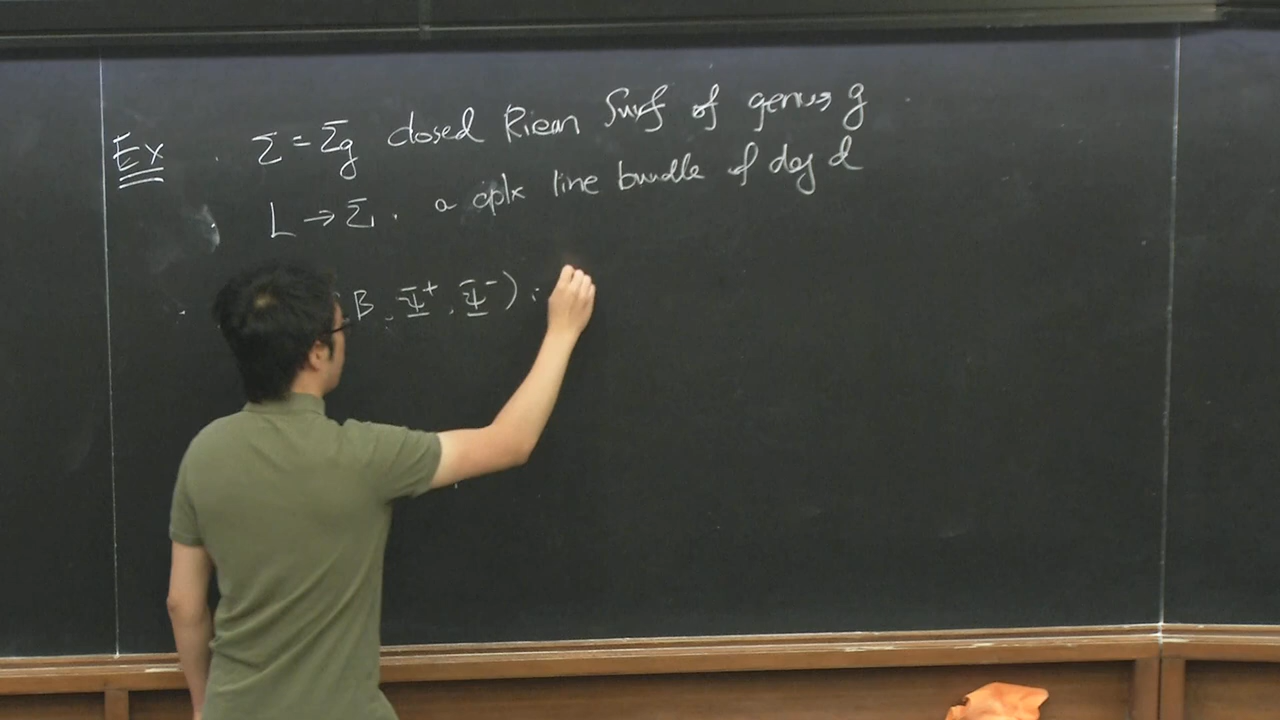 Ex . Σ = Σg closed Riean Surf of genus g
L → Σ . a cplx line bundle of deg d
. B, Ψ⁺, Ψ⁻) :